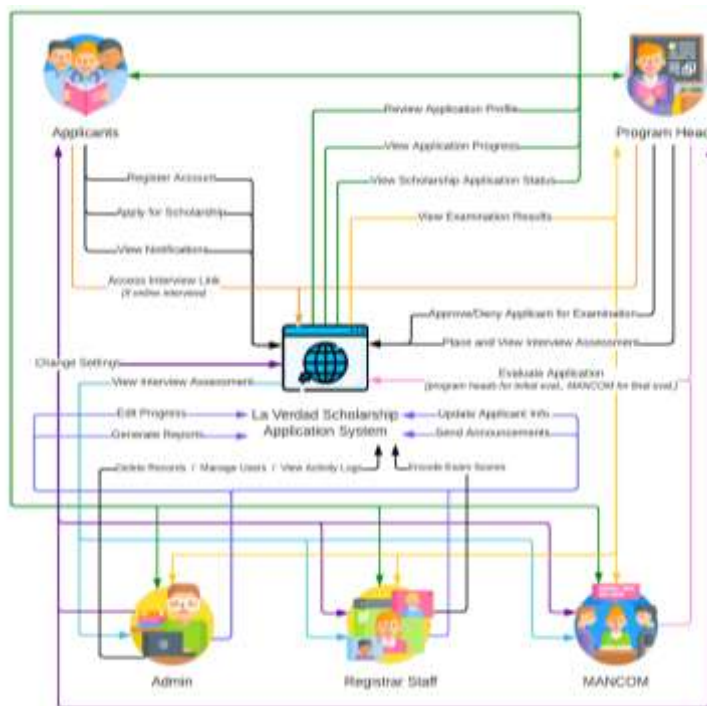 Applicants
Program Head
Review Application Profile
View Application Progress
View Scholarship Application Status
Register Account
Apply for Scholarship
View Examination Results
View Notifications
Access Interview Link
(if online interview)
Approve/Deny Applicant for Examination
Place and View Interview Assessment
Change Settings
Evaluate Application
(program heads for initial eval., MANCOM for final eval.)
View Interview Assessment
Edit Progress
La Verdad Scholarship
Update Applicant Info
Generate Reports
Application System
Send Announcements
Delete Records / Manage Users / View Activity Logs
Encode Exam Scores
Admin
Registrar Staff
MANCOM